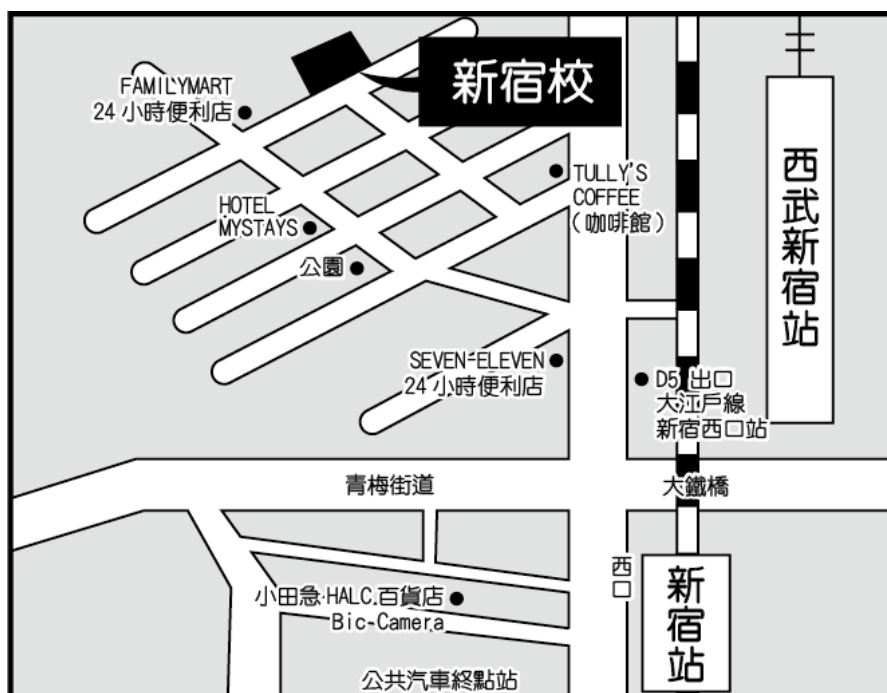 新宿校
FAMILYMART
24 小時便利店
TULLY'S
COFFEE
(咖啡館)
西武新宿站
HOTEL
MYSTAYS
公園
SEVEN-ELEVEN
24 小時便利店
D5 出口
大江戶線
新宿西口站
青梅街道
大鐵橋
西口
新宿站
小田急 HALC 百貨店
Bic-Camera
公共汽車終點站